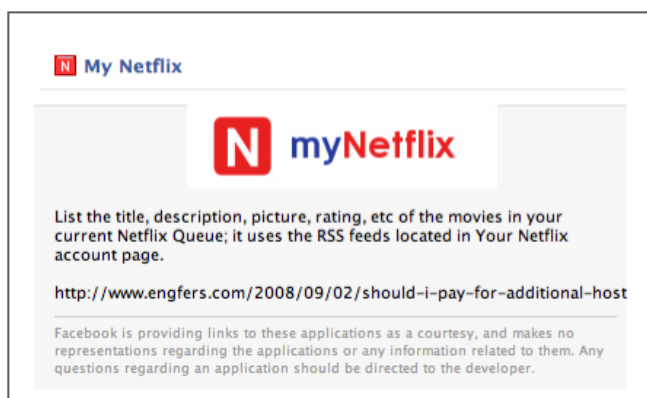 N My Netflix
N myNetflix
List the title, description, picture, rating, etc of the movies in your
current Netflix Queue; it uses the RSS feeds located in Your Netflix
account page.
http://www.engfers.com/2008/09/02/should-i-pay-for-additional-host
Facebook is providing links to these applications as a courtesy, and makes no
representations regarding the applications or any information related to them. Any
questions regarding an application should be directed to the developer.